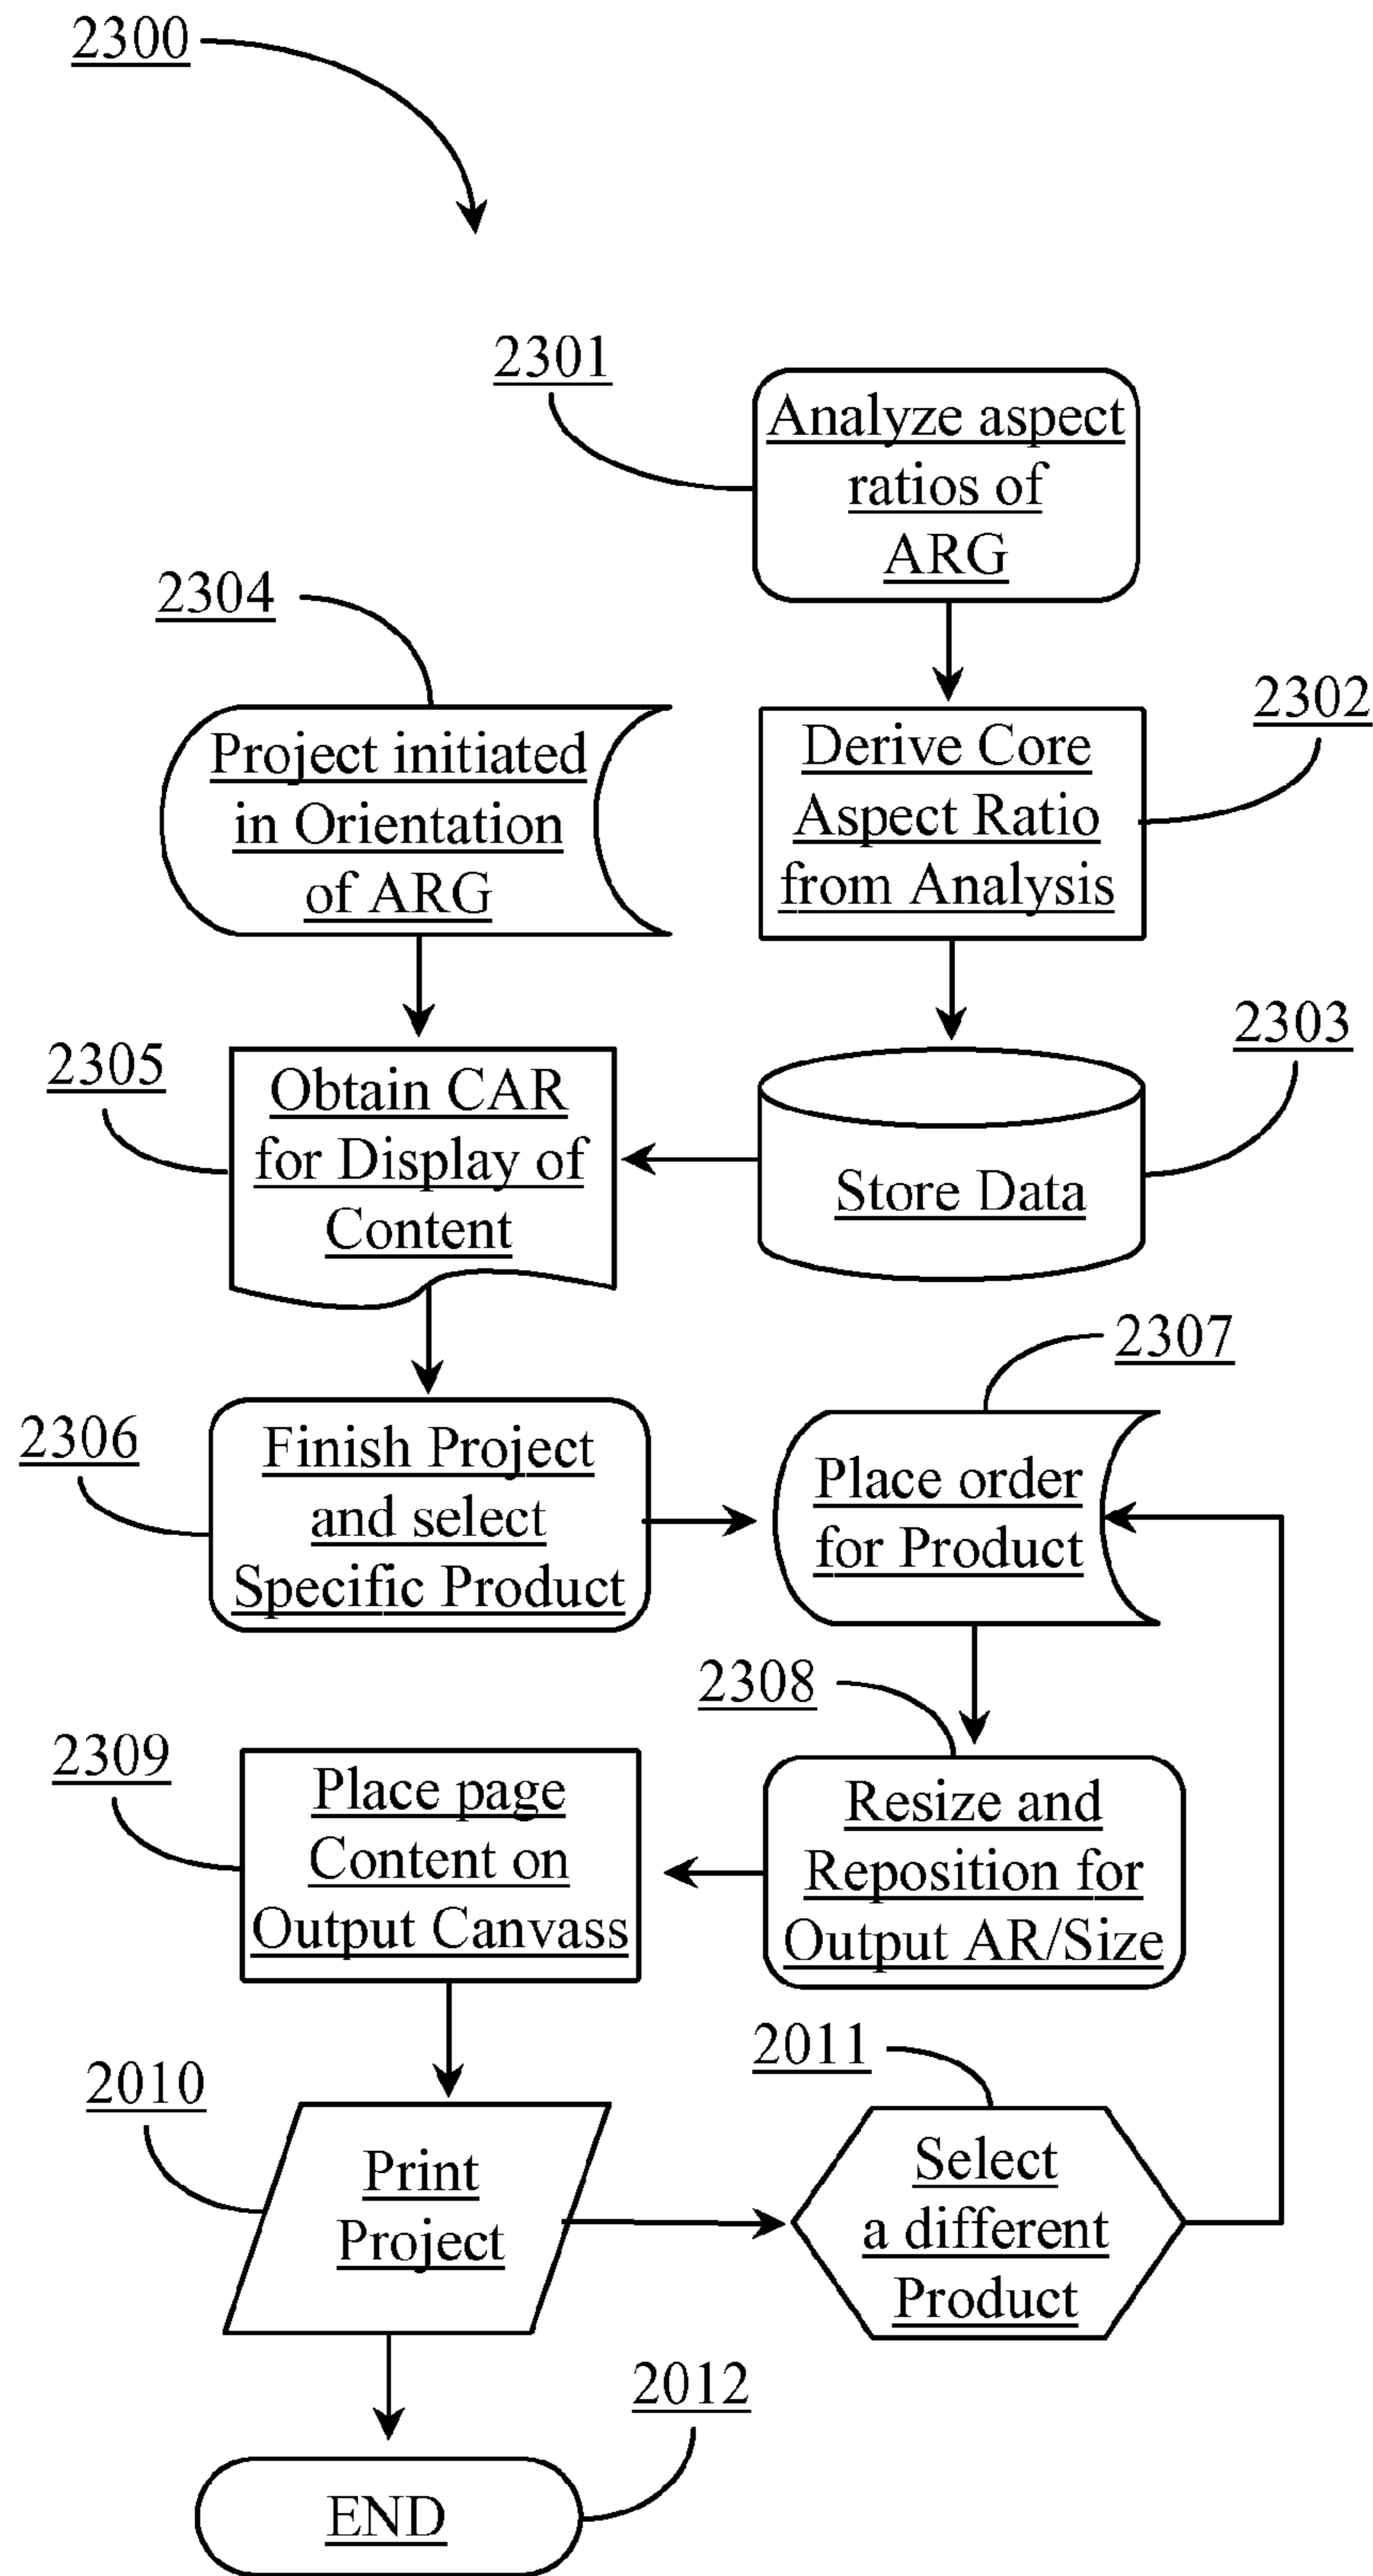 2300
2301
Analyze aspect
ratios of
ARG
2304
Project initiated
in Orientation
of ARG
2302
Derive Core
Aspect Ratio
from Analysis
2305
Obtain CAR
for Display of
Content
2303
Store Data
2306
Finish Project
and select
Specific Product
2307
Place order
for Product
2308
Resize and
Reposition for
Output AR/Size
2309
Place page
Content on
Output Canvass
2010
Print
Project
2011
Select
a different
Product
2012
END